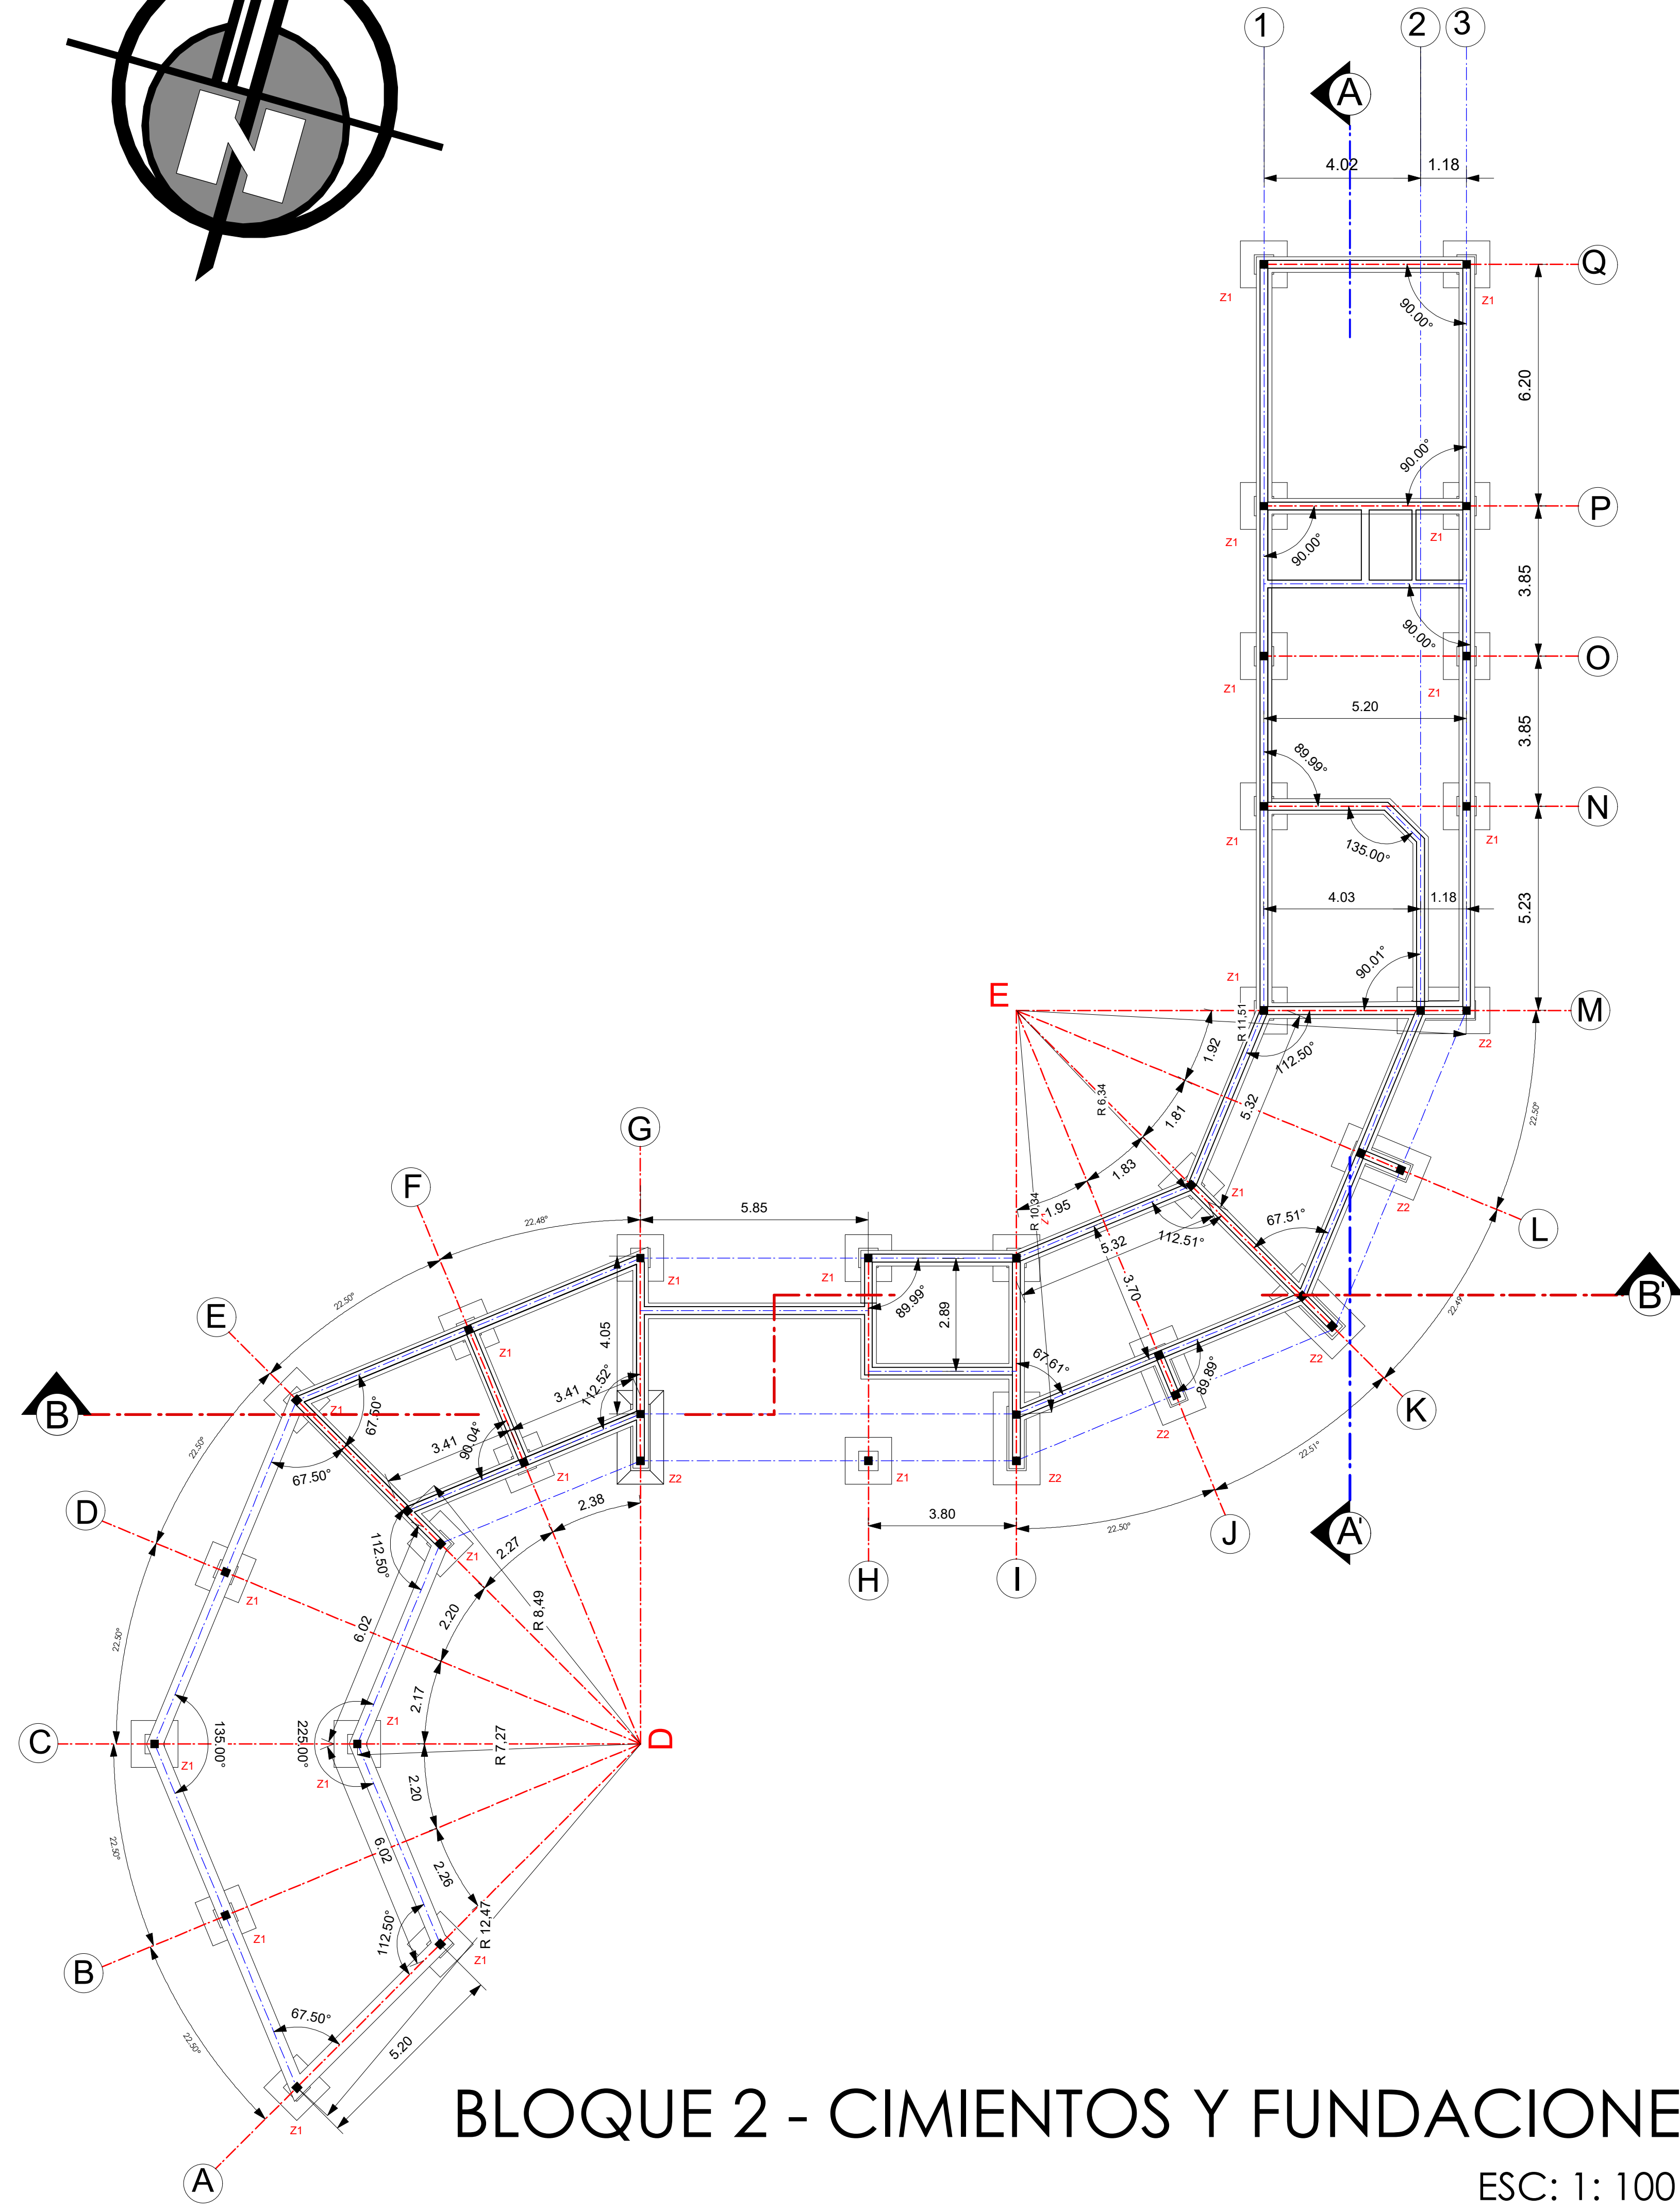 N
1 2 3
A
4.02 1.18
Q
Z1 Z1
90.00°
6.20
90.00°
P
Z1 90.00° Z1
3.85
90.00°
O
Z1 Z1
5.20
3.85
89.99°
N
Z1 135.00° Z1
4.03 1.18
5.23
90.01°
Z1
E
M
R 11,51
Z2
1.92
112.50°
5.32
R 6,34
1.81
22.50°
G
1.83
F
Z1
Z2
L
5.85
22.48°
1.95
R 10,34
67.51°
112.51°
5.32
Z1
Z1
3.70
89.99°
2.89
B'
22.49°
22.50°
E
4.05
Z1
67.61°
89.89°
Z2
3.41
112.52°
B
Z1
67.50°
K
3.41
90.04°
Z2
67.50°
Z1
Z2
Z1
Z2
22.51°
22.50°
2.38
3.80
22.50°
D
J
A'
2.27
112.50°
Z1
H I
R 8,49
Z1
2.20
6.02
22.50°
2.17
Z1
C
135.00°
225.00°
R 7,27
D
Z1
Z1
2.20
6.02
22.50°
2.26
112.50°
R 12,47
Z1
Z1
B
67.50°
22.50°
5.20
Z1
A
BLOQUE 2 - CIMIENTOS Y FUNDACIONE
ESC: 1: 100